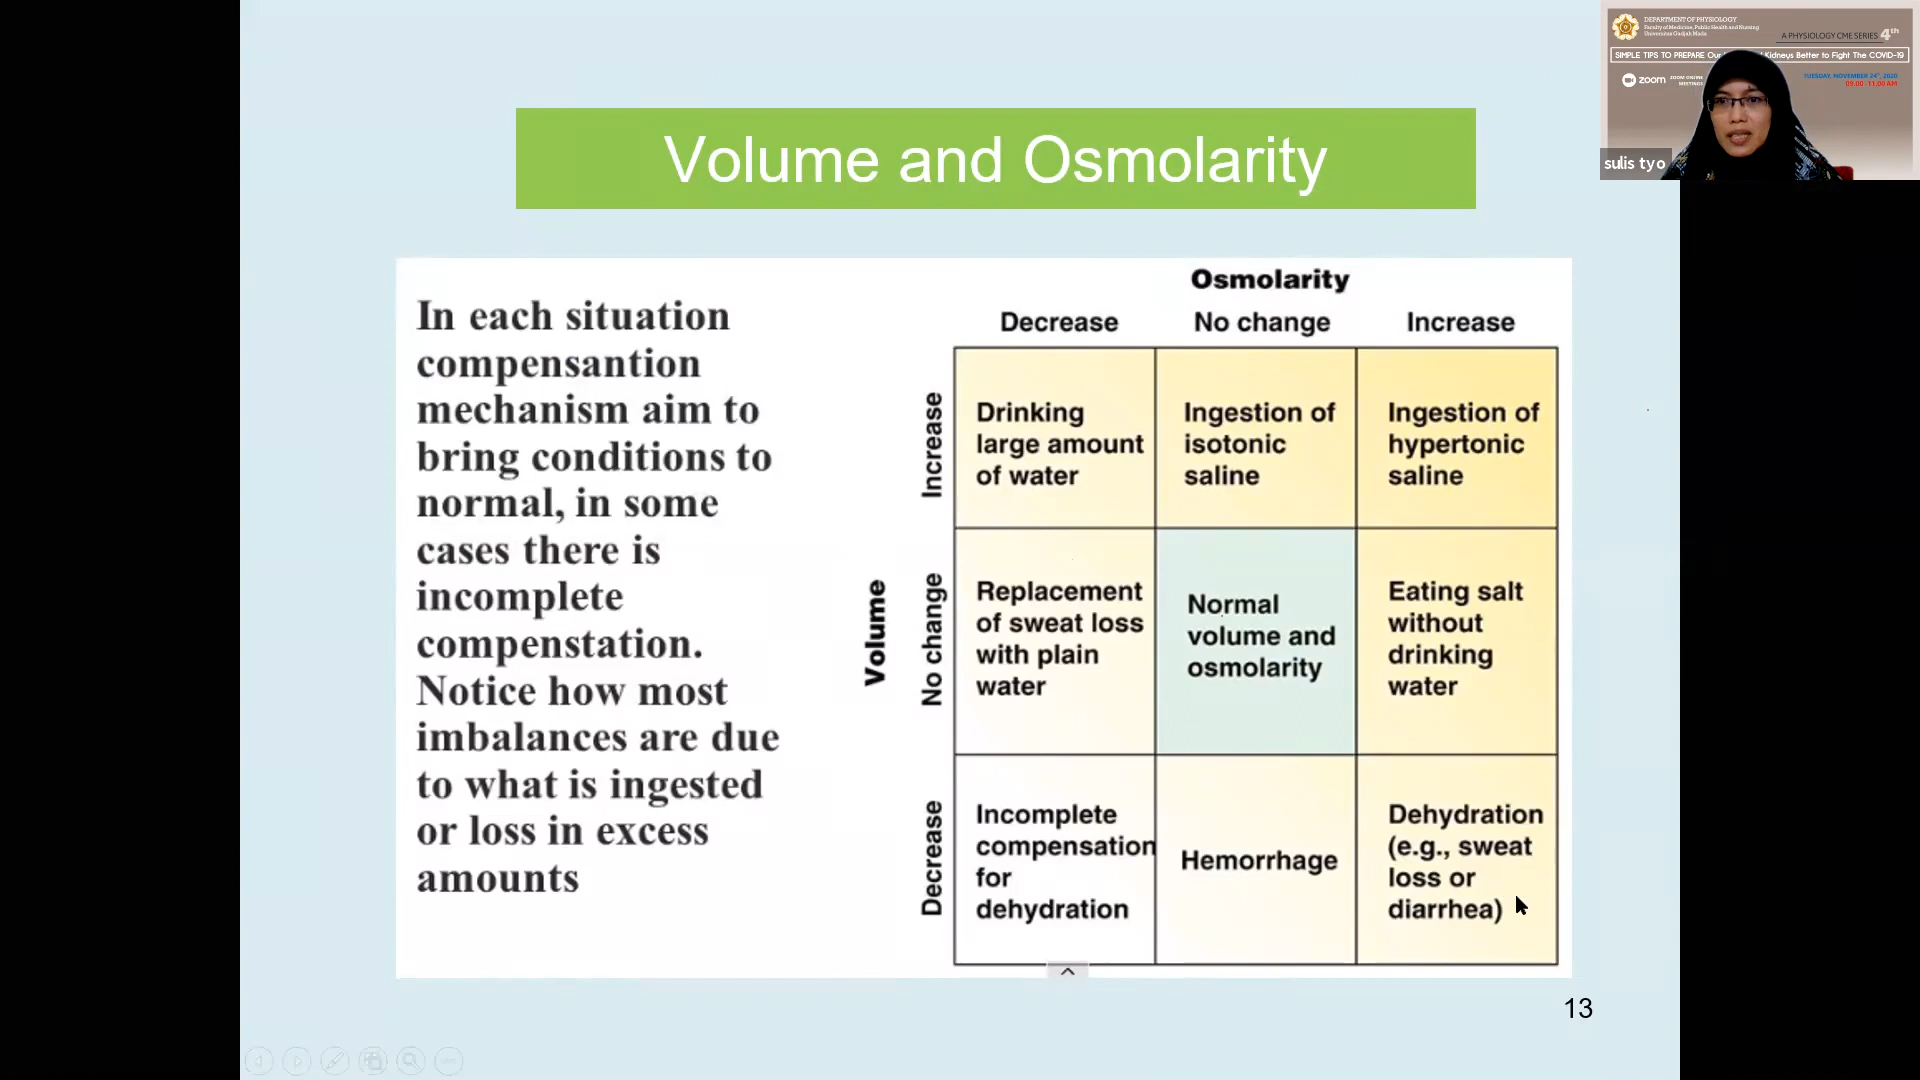 Volume and Osmolarity
In each situation
compensantion
mechanism aim to
bring conditions to
normal, in some
cases there is
incomplete
compenstation.
Notice how most
imbalances are due
to what is ingested
or loss in excess
amounts
Osmolarity
Decrease
No change
Increase
Volume
Increase
Drinking
large amount
of water
Ingestion of
isotonic
saline
Ingestion of
hypertonic
saline
No change
Replacement
of sweat loss
with plain
water
Normal
volume and
osmolarity
Eating salt
without
drinking
water
Decrease
Incomplete
compensation
for
dehydration
Hemorrhage
Dehydration
(e.g., sweat
loss or
diarrhea)
13
DEPARTMENT OF PHYSIOLOGY
Faculty of Medicine, Public Health and Nursing
Universitas Gadjah Mada
A PHYSIOLOGY CME SERIES 4th
SIMPLE TIPS TO PREPARE Our Kidneys Better to Fight The COVID-19
zoom
ZOOM ONLINE
MEETINGS
TUESDAY, NOVEMBER 24th, 2020
09.00 -11.00 AM
sulis tyo